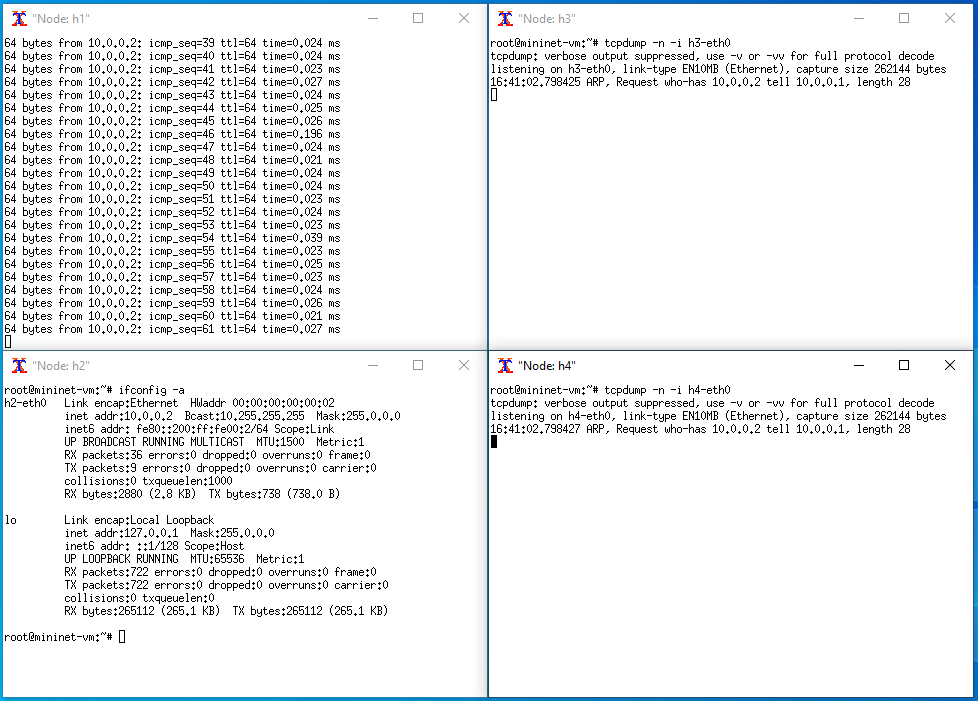 "Node: h1"
64 bytes from 10.0.0.2: icmp_seq=39 ttl=64 time=0.024 ms
64 bytes from 10.0.0.2: icmp_seq=40 ttl=64 time=0.024 ms
64 bytes from 10.0.0.2: icmp_seq=41 ttl=64 time=0.023 ms
64 bytes from 10.0.0.2: icmp_seq=42 ttl=64 time=0.027 ms
64 bytes from 10.0.0.2: icmp_seq=43 ttl=64 time=0.024 ms
64 bytes from 10.0.0.2: icmp_seq=44 ttl=64 time=0.025 ms
64 bytes from 10.0.0.2: icmp_seq=45 ttl=64 time=0.026 ms
64 bytes from 10.0.0.2: icmp_seq=46 ttl=64 time=0.196 ms
64 bytes from 10.0.0.2: icmp_seq=47 ttl=64 time=0.024 ms
64 bytes from 10.0.0.2: icmp_seq=48 ttl=64 time=0.021 ms
64 bytes from 10.0.0.2: icmp_seq=49 ttl=64 time=0.024 ms
64 bytes from 10.0.0.2: icmp_seq=50 ttl=64 time=0.024 ms
64 bytes from 10.0.0.2: icmp_seq=51 ttl=64 time=0.023 ms
64 bytes from 10.0.0.2: icmp_seq=52 ttl=64 time=0.024 ms
64 bytes from 10.0.0.2: icmp_seq=53 ttl=64 time=0.023 ms
64 bytes from 10.0.0.2: icmp_seq=54 ttl=64 time=0.039 ms
64 bytes from 10.0.0.2: icmp_seq=55 ttl=64 time=0.023 ms
64 bytes from 10.0.0.2: icmp_seq=56 ttl=64 time=0.025 ms
64 bytes from 10.0.0.2: icmp_seq=57 ttl=64 time=0.023 ms
64 bytes from 10.0.0.2: icmp_seq=58 ttl=64 time=0.024 ms
64 bytes from 10.0.0.2: icmp_seq=59 ttl=64 time=0.026 ms
64 bytes from 10.0.0.2: icmp_seq=60 ttl=64 time=0.021 ms
64 bytes from 10.0.0.2: icmp_seq=61 ttl=64 time=0.027 ms
"Node: h3"
root@mininet-vm:~# tcpdump -n -i h3-eth0
tcpdump: verbose output suppressed, use -v or -vv for full protocol decode
listening on h3-eth0, link-type EN10MB (Ethernet), capture size 262144 bytes
16:41:02.798425 ARP, Request who-has 10.0.0.2 tell 10.0.0.1, length 28
"Node: h2"
root@mininet-vm:~# ifconfig -a
h2-eth0   Link encap:Ethernet  HWaddr 00:00:00:00:00:02
          inet addr:10.0.0.2  Bcast:10.255.255.255  Mask:255.0.0.0
          inet6 addr: fe80::200:ff:fe00:2/64 Scope:Link
          UP BROADCAST RUNNING MULTICAST  MTU:1500  Metric:1
          RX packets:36 errors:0 dropped:0 overruns:0 frame:0
          TX packets:9 errors:0 dropped:0 overruns:0 carrier:0
          collisions:0 txqueuelen:1000
          RX bytes:2880 (2.8 KB)  TX bytes:738 (738.0 B)
lo        Link encap:Local Loopback
          inet addr:127.0.0.1  Mask:255.0.0.0
          inet6 addr: ::1/128 Scope:Host
          UP LOOPBACK RUNNING  MTU:65536  Metric:1
          RX packets:722 errors:0 dropped:0 overruns:0 frame:0
          TX packets:722 errors:0 dropped:0 overruns:0 carrier:0
          collisions:0 txqueuelen:0
          RX bytes:265112 (265.1 KB)  TX bytes:265112 (265.1 KB)
root@mininet-vm:~#
"Node: h4"
root@mininet-vm:~# tcpdump -n -i h4-eth0
tcpdump: verbose output suppressed, use -v or -vv for full protocol decode
listening on h4-eth0, link-type EN10MB (Ethernet), capture size 262144 bytes
16:41:02.798427 ARP, Request who-has 10.0.0.2 tell 10.0.0.1, length 28